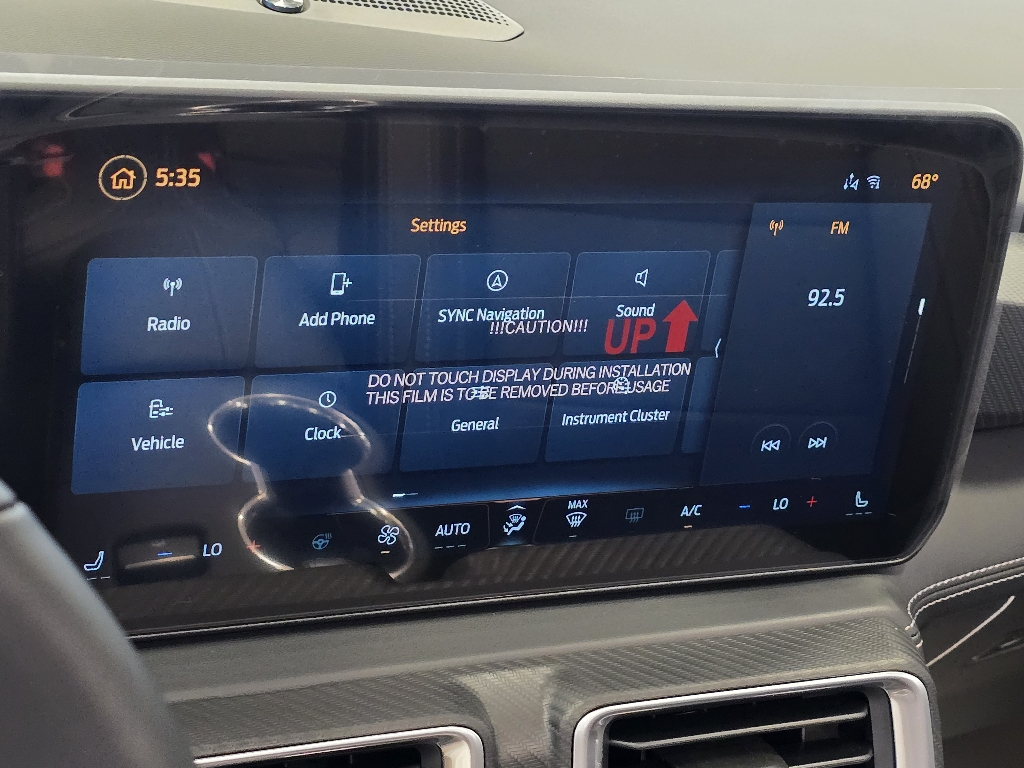 5:35
68°
Settings
FM
92.5
Radio
Add Phone
SYNC Navigation
Sound
!!!CAUTION!!!
UP
DO NOT TOUCH DISPLAY DURING INSTALLATION
THIS FILM IS TO BE REMOVED BEFORE USAGE
Vehicle
Clock
General
Instrument Cluster
LO
AUTO
MAX
A/C
LO